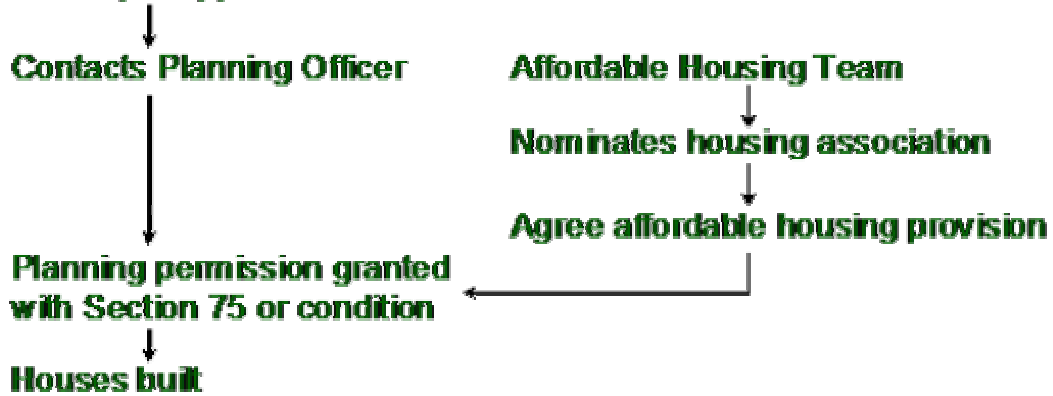 Contacts Planning Officer
Affordable Housing Team
Nominates housing association
Agree affordable housing provision
Planning permission granted
with Section 75 or condition
Houses built